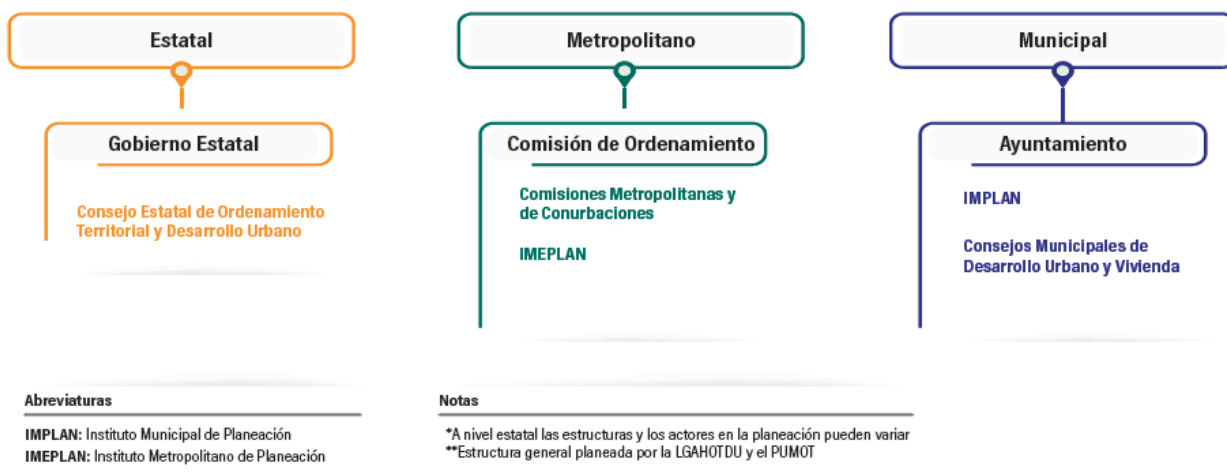 Estatal
Gobierno Estatal
Consejo Estatal de Ordenamiento
Territorial y Desarrollo Urbano
Metropolitano
Comisión de Ordenamiento
Comisiones Metropolitanas y
de Conurbaciones
IMEPLAN
Municipal
Ayuntamiento
IMPLAN
Consejos Municipales de
Desarrollo Urbano y Vivienda
Abreviaturas
IMPLAN: Instituto Municipal de Planeación
IMEPLAN: Instituto Metropolitano de Planeación
Notas
*A nivel estatal las estructuras y los actores en la planeación pueden variar
**Estructura general planeada por la LGAHOTDU y el PUMOT